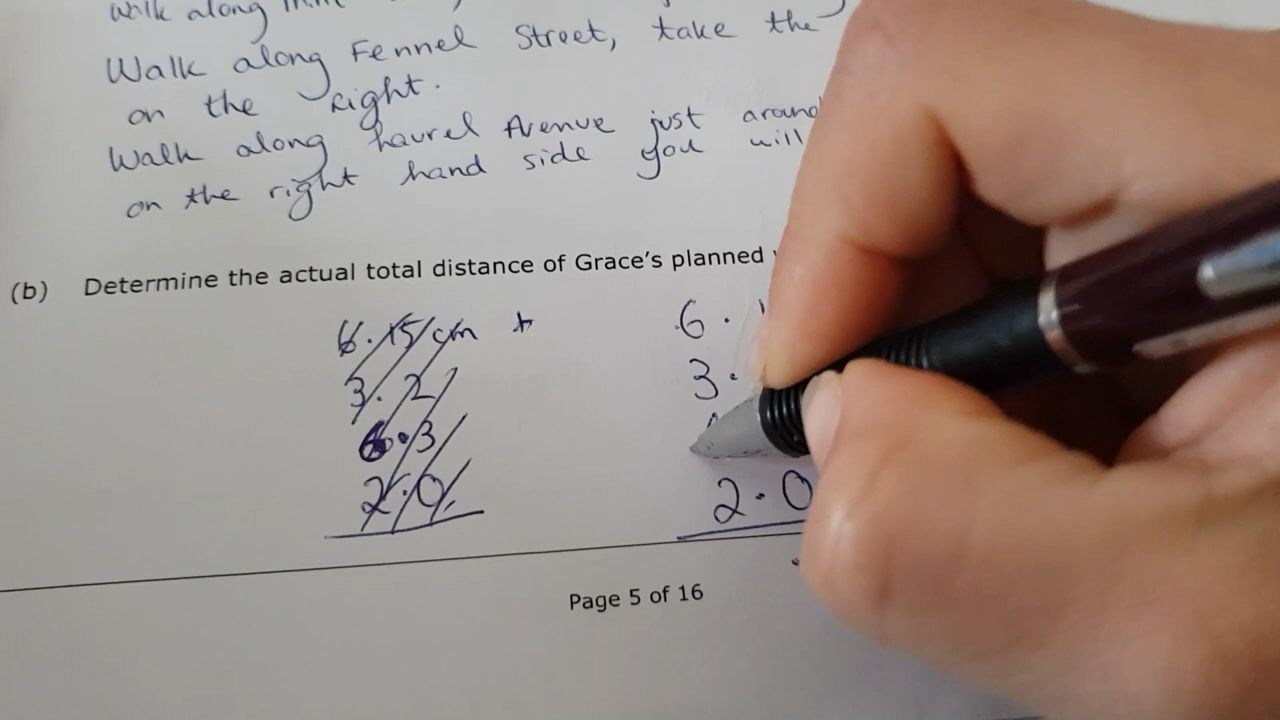 walk along
Walk along Fennel Street, take the
on the right.
Walk along Laurel Avenue just around
on the right hand side you will
(b) Determine the actual total distance of Grace's planned
6.15 cm +
3.2
6.3
2.0
6.
3.
2.0
Page 5 of 16